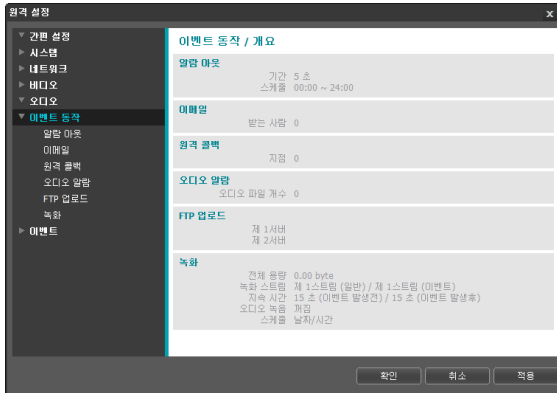 원격 설정
x
간편 설정
시스템
네트워크
비디오
오디오
이벤트 동작
알람 아웃
이메일
원격 콜백
오디오 알람
FTP 업로드
녹화
이벤트
이벤트 동작 / 개요
알람 아웃
기간 5 초
스케쥴 00:00 ~ 24:00
이메일
받는 사람 0
원격 콜백
지점 0
오디오 알람
오디오 파일 개수 0
FTP 업로드
제 1서버
제 2서버
녹화
전체 용량 0.00 byte
녹화 스트림 제 1스트림 (일반) / 제 1스트림 (이벤트)
지속 시간 15 초 (이벤트 발생전) / 15 초 (이벤트 발생후)
오디오 녹음 꺼짐
스케쥴 날짜/시간
확인 취소 적용